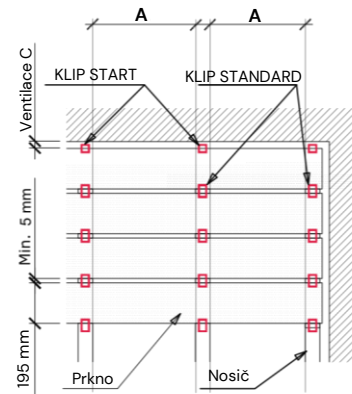 A A
Ventilace C
KLIP START
KLIP STANDARD
Min. 5 mm
195 mm
Prkno
Nosič